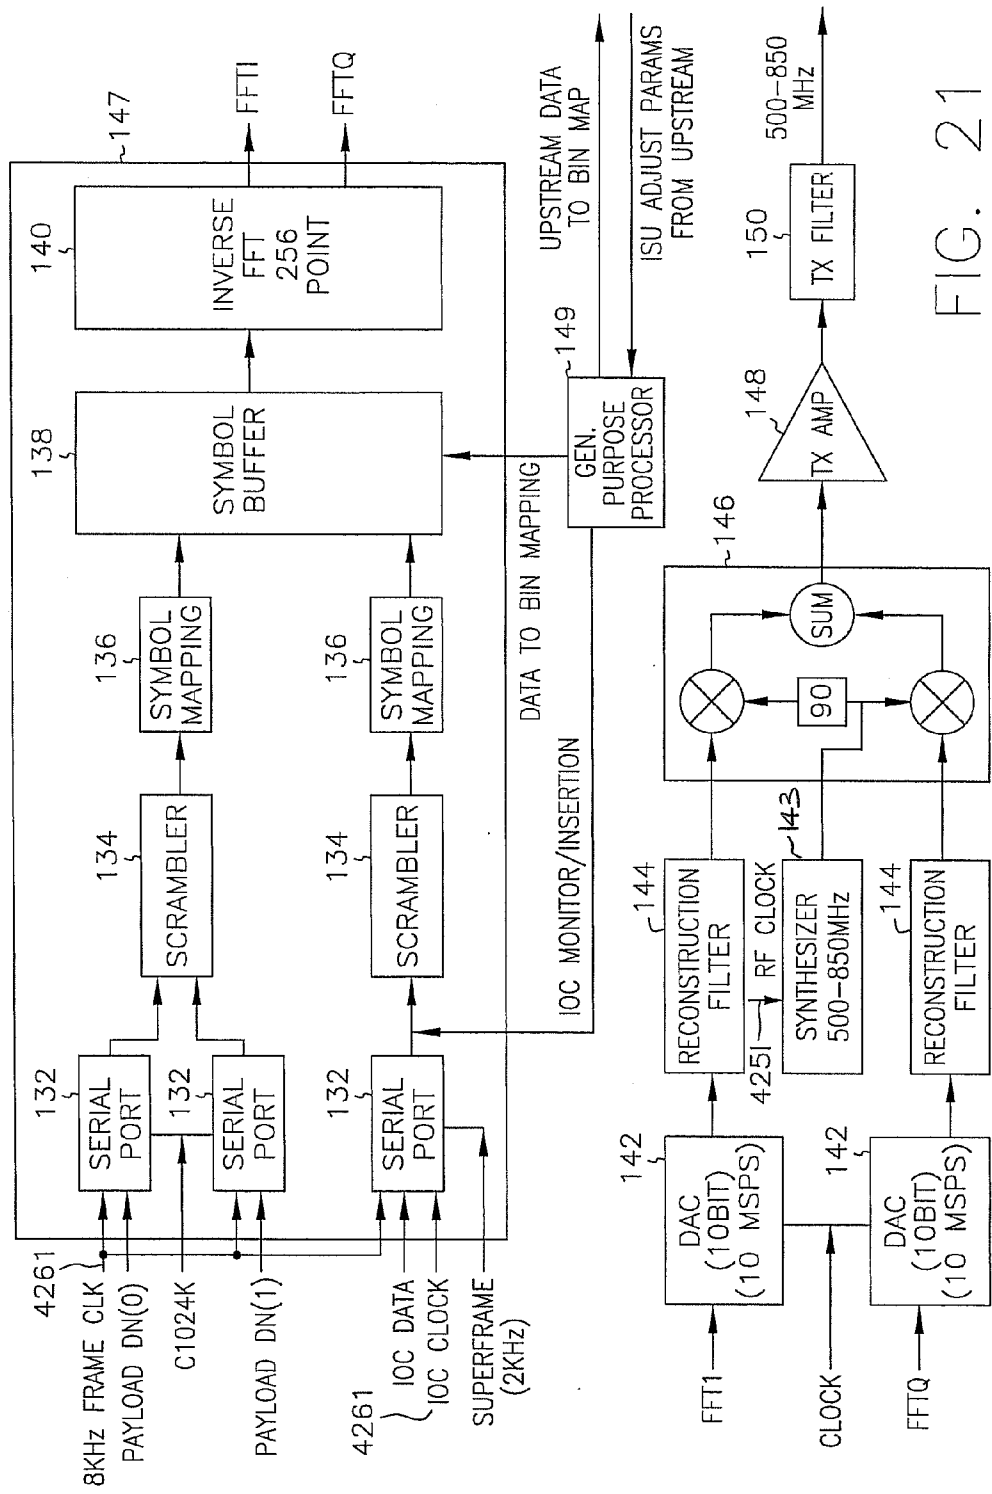 4261
8KHz FRAME CLK
PAYLOAD DN(0)
C1024K
PAYLOAD DN(1)
4261
IOC DATA
IOC CLOCK
SUPERFRAME
(2KHz)
132
SERIAL
PORT
132
SERIAL
PORT
132
SERIAL
PORT
134
SCRAMBLER
134
SCRAMBLER
136
SYMBOL
MAPPING
136
SYMBOL
MAPPING
138
SYMBOL
BUFFER
140
INVERSE
FFT
256
POINT
147
FFTI
FFTQ
IOC MONITOR/INSERTION
DATA TO BIN MAPPING
149
GEN.
PURPOSE
PROCESSOR
UPSTREAM DATA
TO BIN MAP
ISU ADJUST PARAMS
FROM UPSTREAM
FFT1
CLOCK
FFTQ
142
DAC
(10BIT)
(10 MSPS)
142
DAC
(10BIT)
(10 MSPS)
144
RECONSTRUCTION
FILTER
4251
RF CLOCK
143
SYNTHESIZER
500-850MHz
144
RECONSTRUCTION
FILTER
146
90
SUM
148
TX AMP
150
TX FILTER
500-850
MHz
FIG. 21